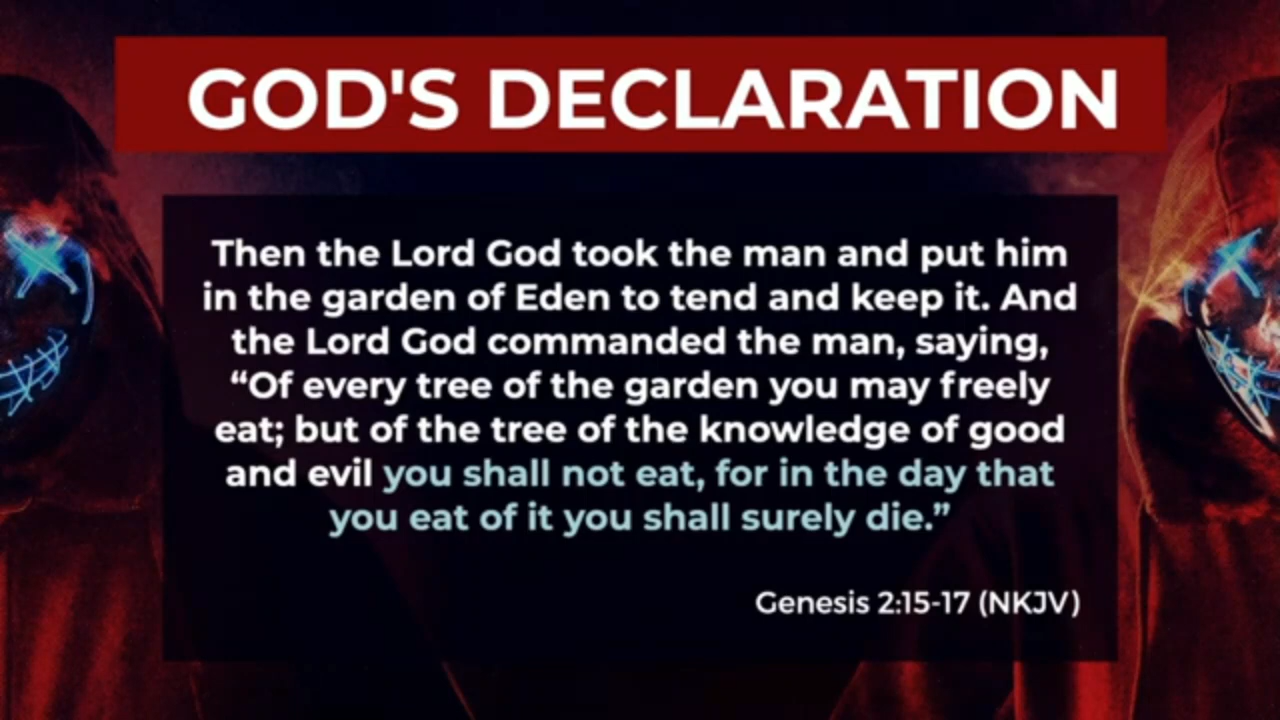 GOD'S DECLARATION
Then the Lord God took the man and put him
in the garden of Eden to tend and keep it. And
the Lord God commanded the man, saying,
“Of every tree of the garden you may freely
eat; but of the tree of the knowledge of good
and evil you shall not eat, for in the day that
you eat of it you shall surely die.”
Genesis 2:15-17 (NKJV)